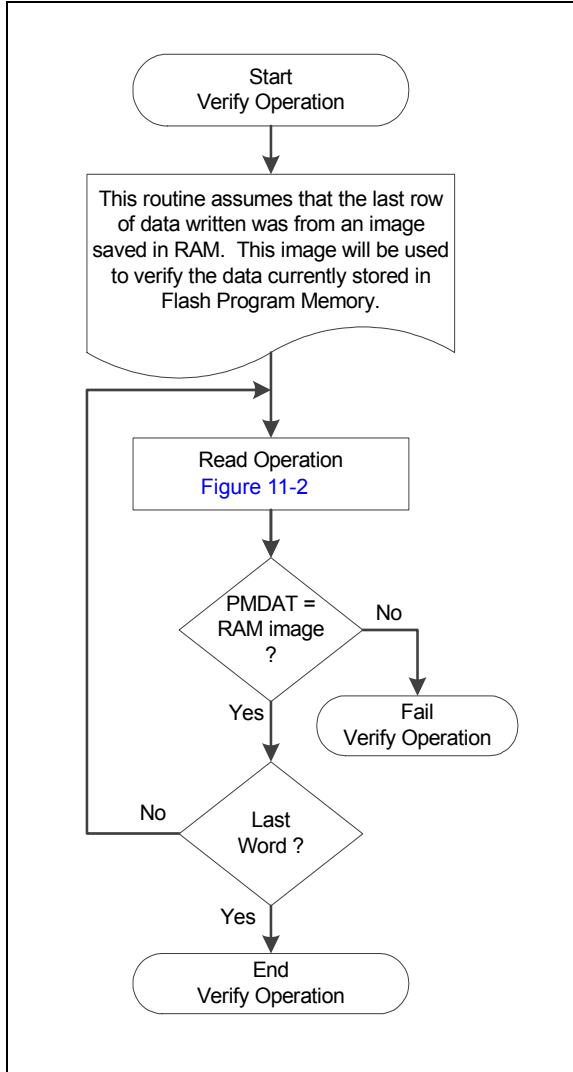 Start
Verify Operation
This routine assumes that the last row
of data written was from an image
saved in RAM. This image will be used
to verify the data currently stored in
Flash Program Memory.
Read Operation
Figure 11-2
PMDAT =
RAM image
?
No
Yes
Fail
Verify Operation
No
Last
Word ?
Yes
End
Verify Operation